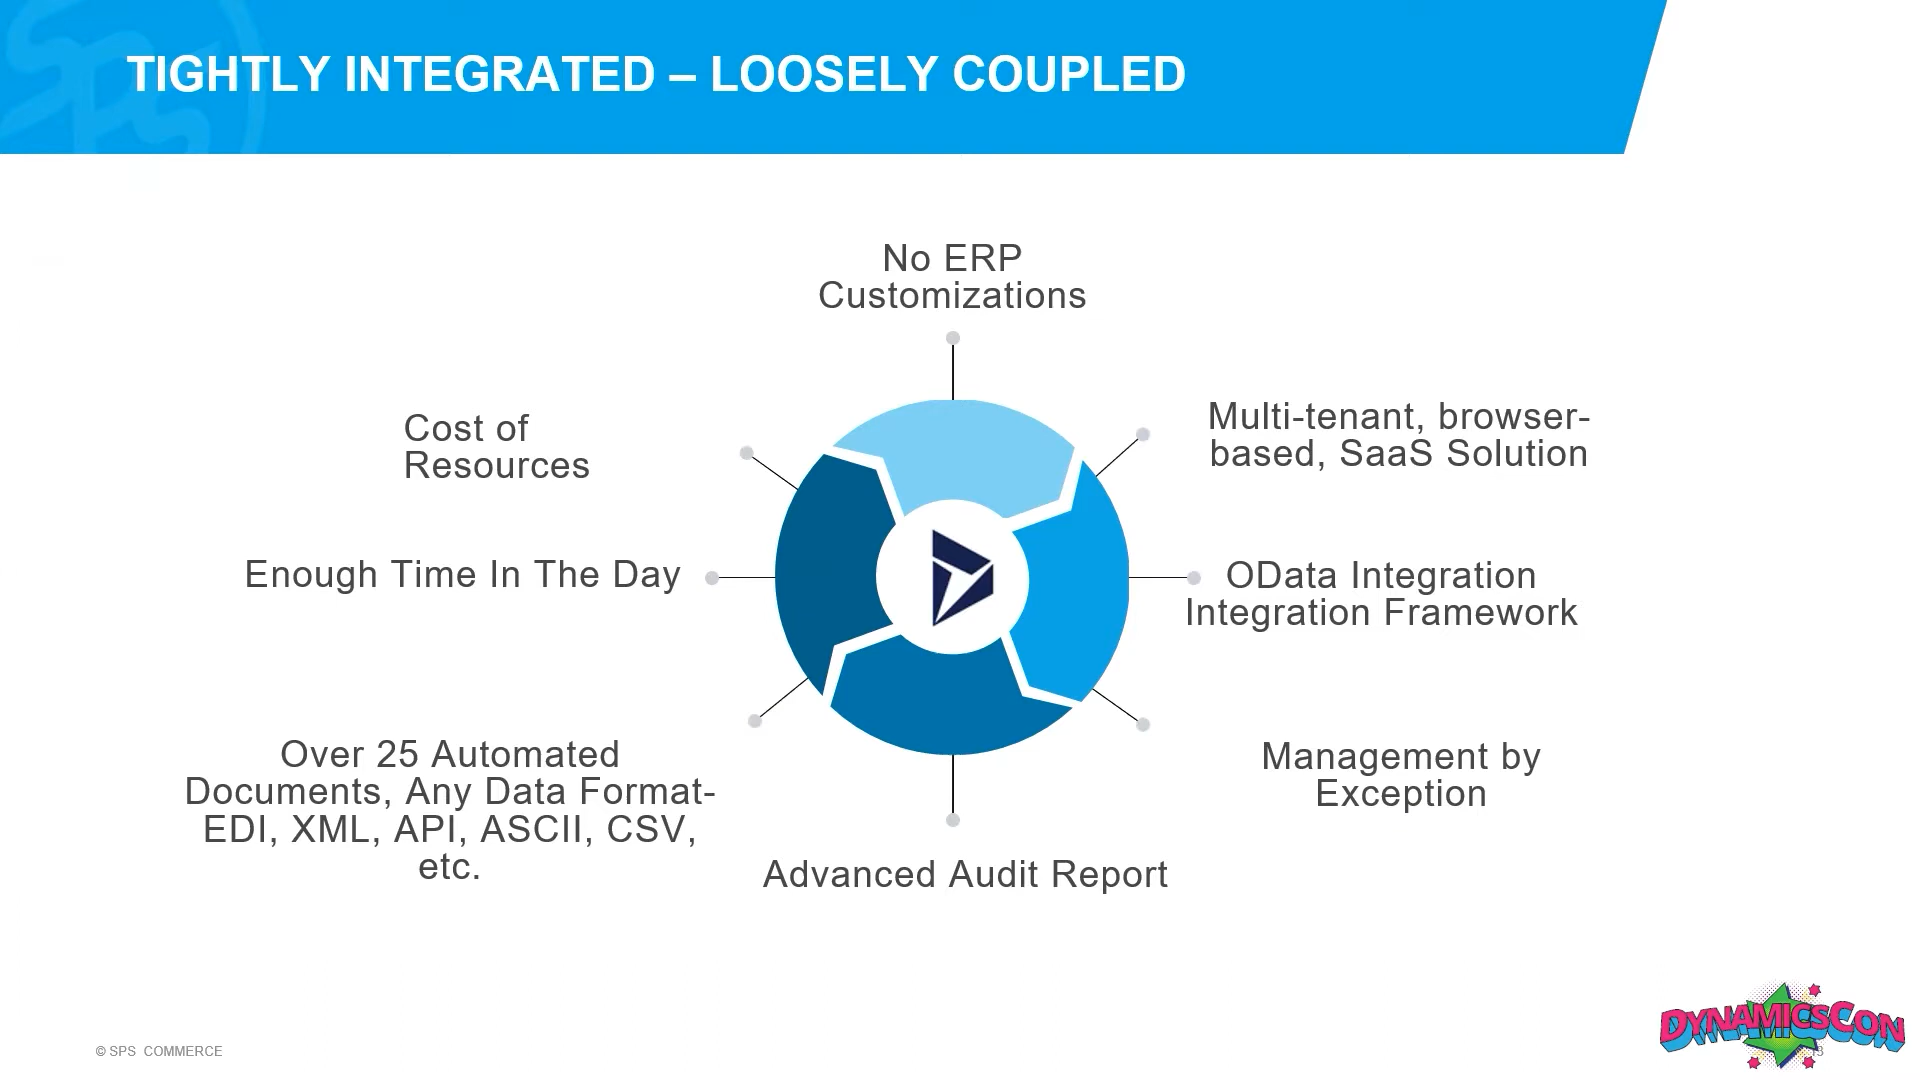 TIGHTLY INTEGRATED – LOOSELY COUPLED
No ERP
Customizations
Cost of
Resources
Multi-tenant, browser-
based, SaaS Solution
Enough Time In The Day
OData Integration
Integration Framework
Over 25 Automated
Documents, Any Data Format-
EDI, XML, API, ASCII, CSV,
etc.
Management by
Exception
Advanced Audit Report
© SPS COMMERCE
DYNAMICSCON